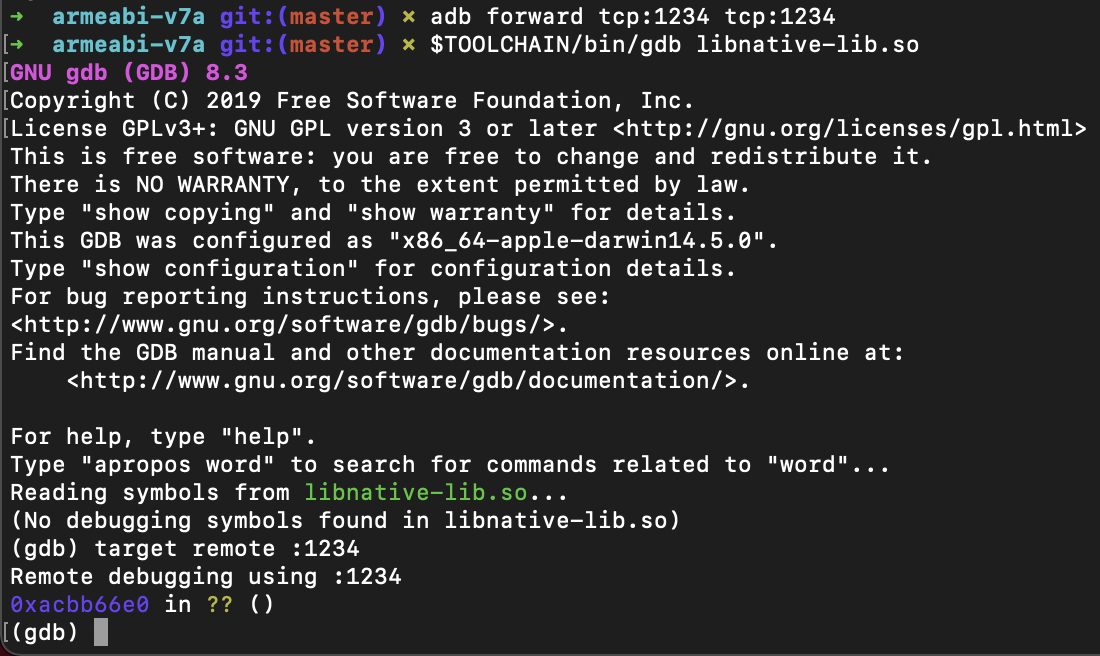 ➜  armeabi-v7a git:(master) ✗ adb forward tcp:1234 tcp:1234
[➜  armeabi-v7a git:(master) ✗ $TOOLCHAIN/bin/gdb libnative-lib.so
[GNU gdb (GDB) 8.3
[Copyright (C) 2019 Free Software Foundation, Inc.
[License GPLv3+: GNU GPL version 3 or later <http://gnu.org/licenses/gpl.html>
This is free software: you are free to change and redistribute it.
There is NO WARRANTY, to the extent permitted by law.
Type "show copying" and "show warranty" for details.
This GDB was configured as "x86_64-apple-darwin14.5.0".
Type "show configuration" for configuration details.
For bug reporting instructions, please see:
<http://www.gnu.org/software/gdb/bugs/>.
Find the GDB manual and other documentation resources online at:
    <http://www.gnu.org/software/gdb/documentation/>.

For help, type "help".
Type "apropos word" to search for commands related to "word"...
Reading symbols from libnative-lib.so...
(No debugging symbols found in libnative-lib.so)
(gdb) target remote :1234
Remote debugging using :1234
0xacbb66e0 in ?? ()
[(gdb)